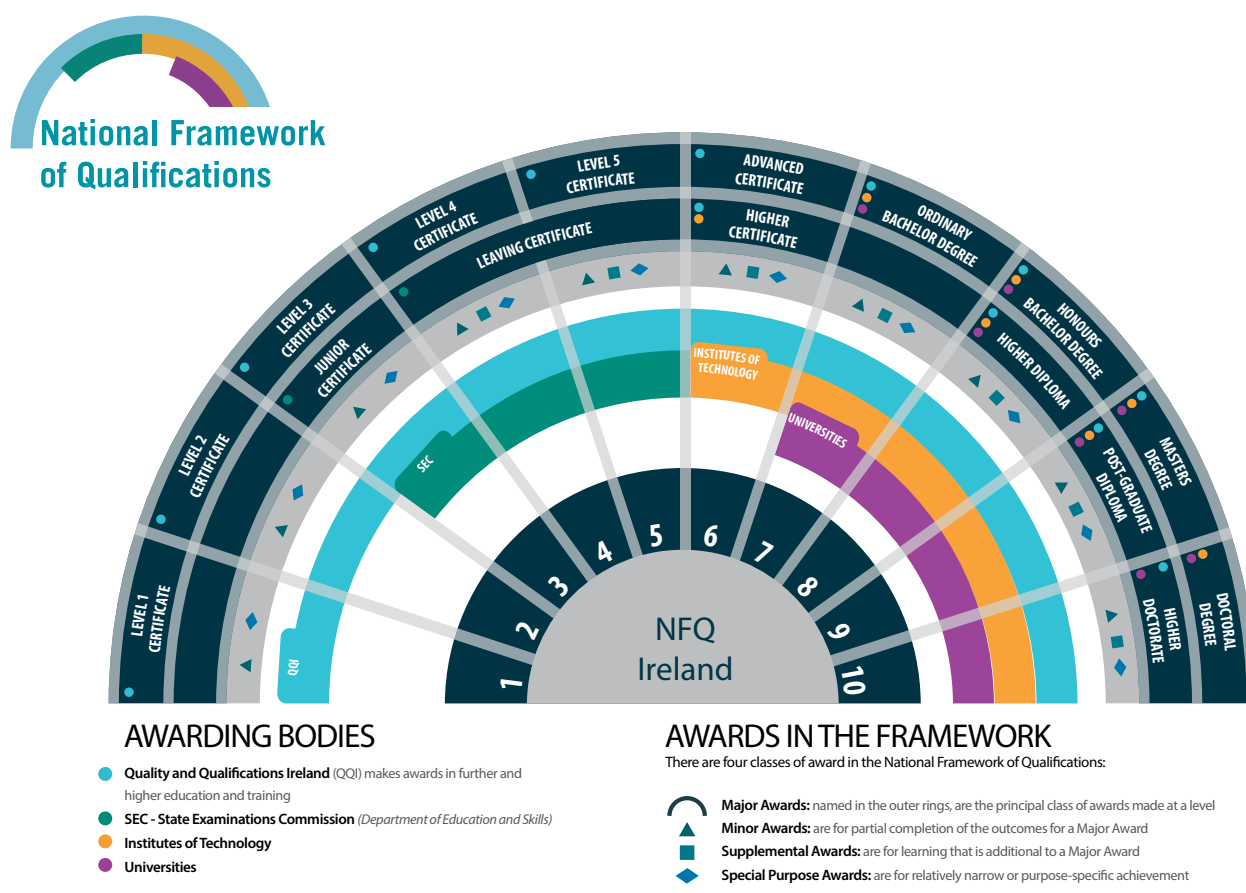 National Framework
of Qualifications
LEVEL 1
CERTIFICATE
LEVEL 2
CERTIFICATE
LEVEL 3
CERTIFICATE
LEVEL 4
CERTIFICATE
LEVEL 5
CERTIFICATE
ADVANCED
CERTIFICATE
ORDINARY
BACHELOR DEGREE
HONOURS
BACHELOR DEGREE
MASTERS
DEGREE
DOCTORAL
DEGREE
JUNIOR
CERTIFICATE
LEAVING CERTIFICATE
HIGHER
CERTIFICATE
HIGHER DIPLOMA
POST-GRADUATE
DIPLOMA
HIGHER
DOCTORATE
QQI
SEC
INSTITUTES OF
TECHNOLOGY
UNIVERSITIES
1
2
3
4
5
6
7
8
9
10
NFQ
Ireland
AWARDING BODIES
Quality and Qualifications Ireland (QQI) makes awards in further and
higher education and training
SEC - State Examinations Commission (Department of Education and Skills)
Institutes of Technology
Universities
AWARDS IN THE FRAMEWORK
There are four classes of award in the National Framework of Qualifications:
Major Awards: named in the outer rings, are the principal class of awards made at a level
Minor Awards: are for partial completion of the outcomes for a Major Award
Supplemental Awards: are for learning that is additional to a Major Award
Special Purpose Awards: are for relatively narrow or purpose-specific achievement